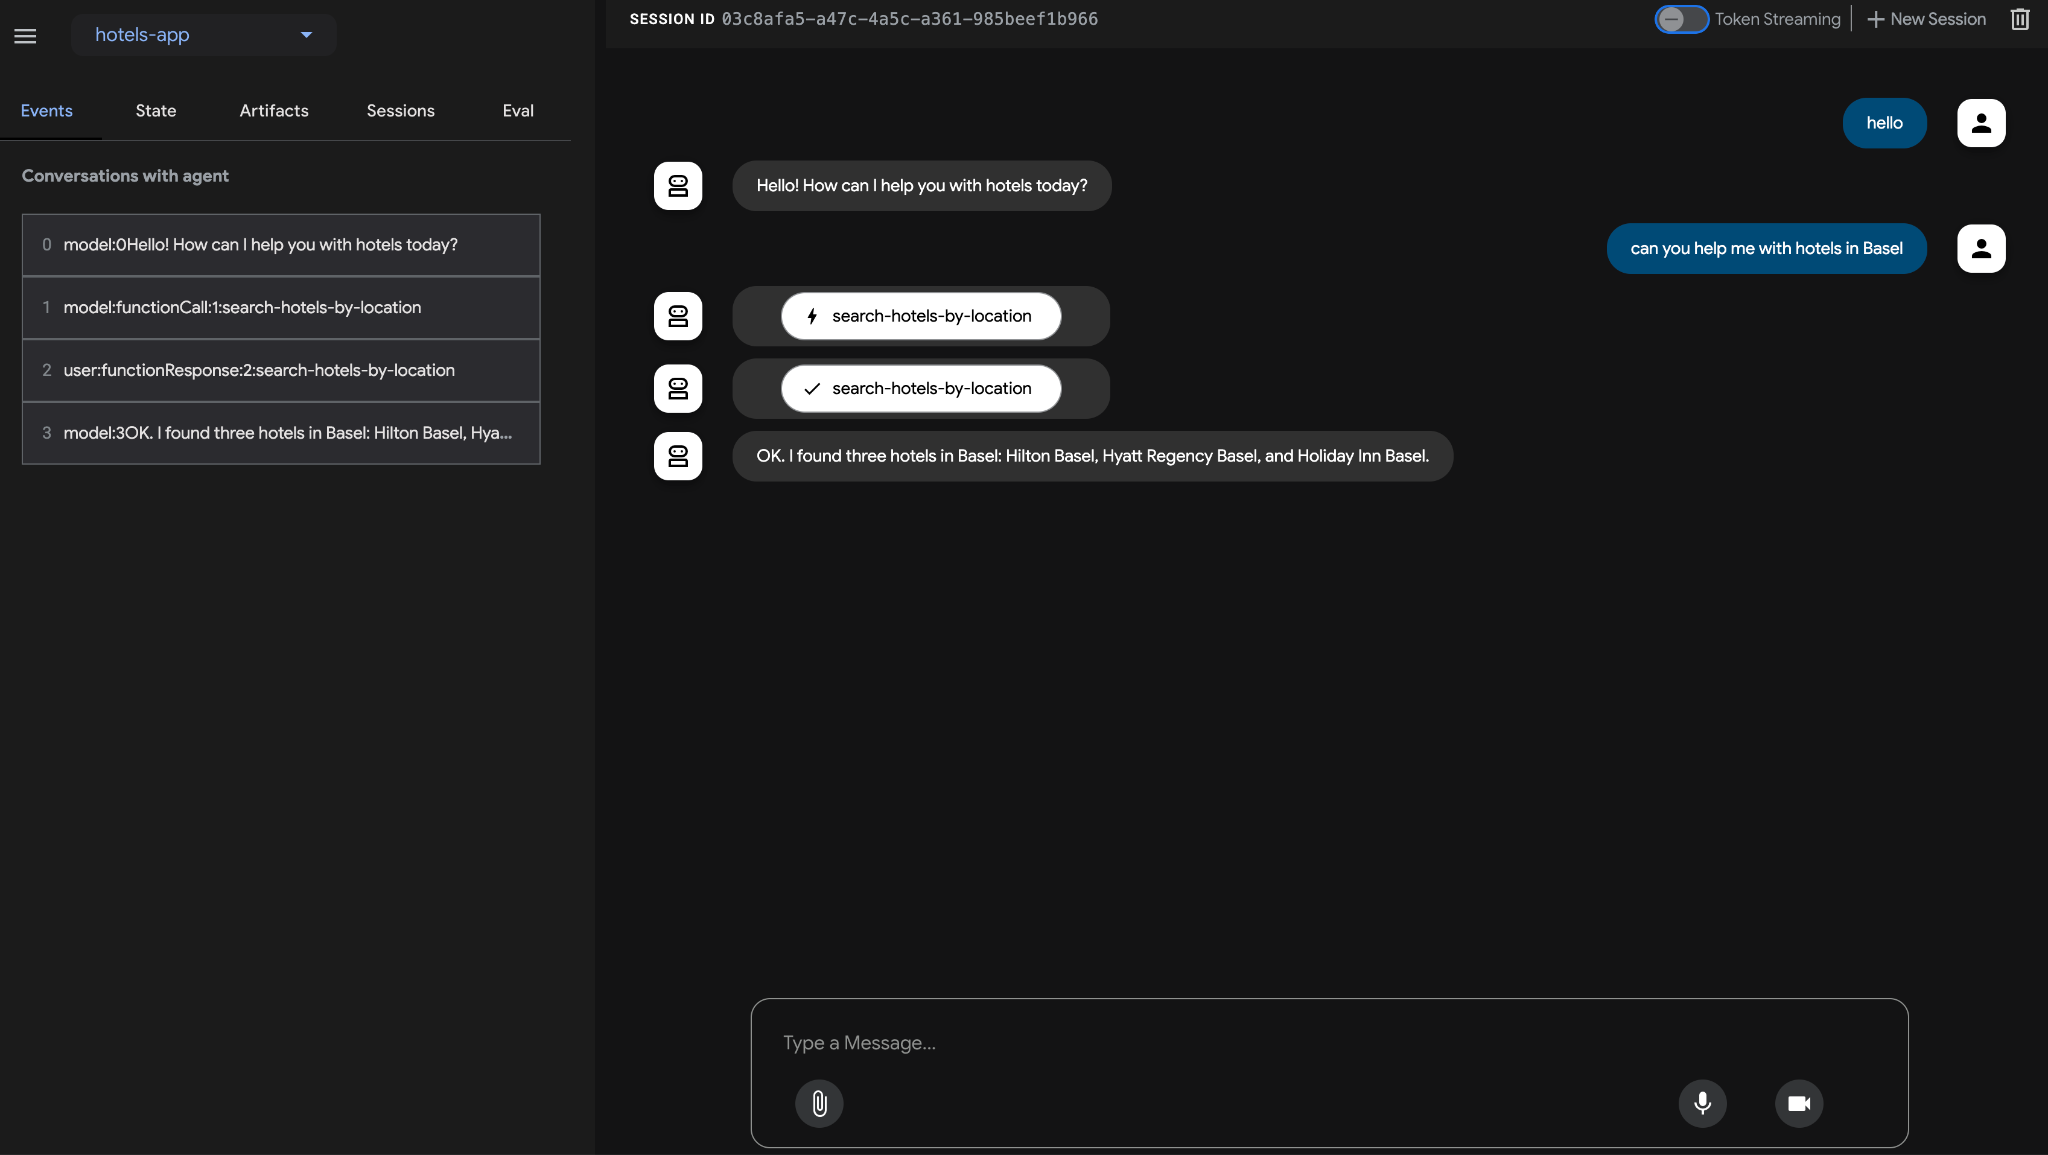 hotels-app
Events
State
Artifacts
Sessions
Eval
Conversations with agent
0 model:0Hello! How can I help you with hotels today?
1 model:functionCall:1:search-hotels-by-location
2 user:functionResponse:2:search-hotels-by-location
3 model:3OK. I found three hotels in Basel: Hilton Basel, Hya...
SESSION ID 03c8afa5-a47c-4a5c-a361-985beef1b966
Token Streaming
New Session
hello
Hello! How can I help you with hotels today?
can you help me with hotels in Basel
search-hotels-by-location
search-hotels-by-location
OK. I found three hotels in Basel: Hilton Basel, Hyatt Regency Basel, and Holiday Inn Basel.
Type a Message...